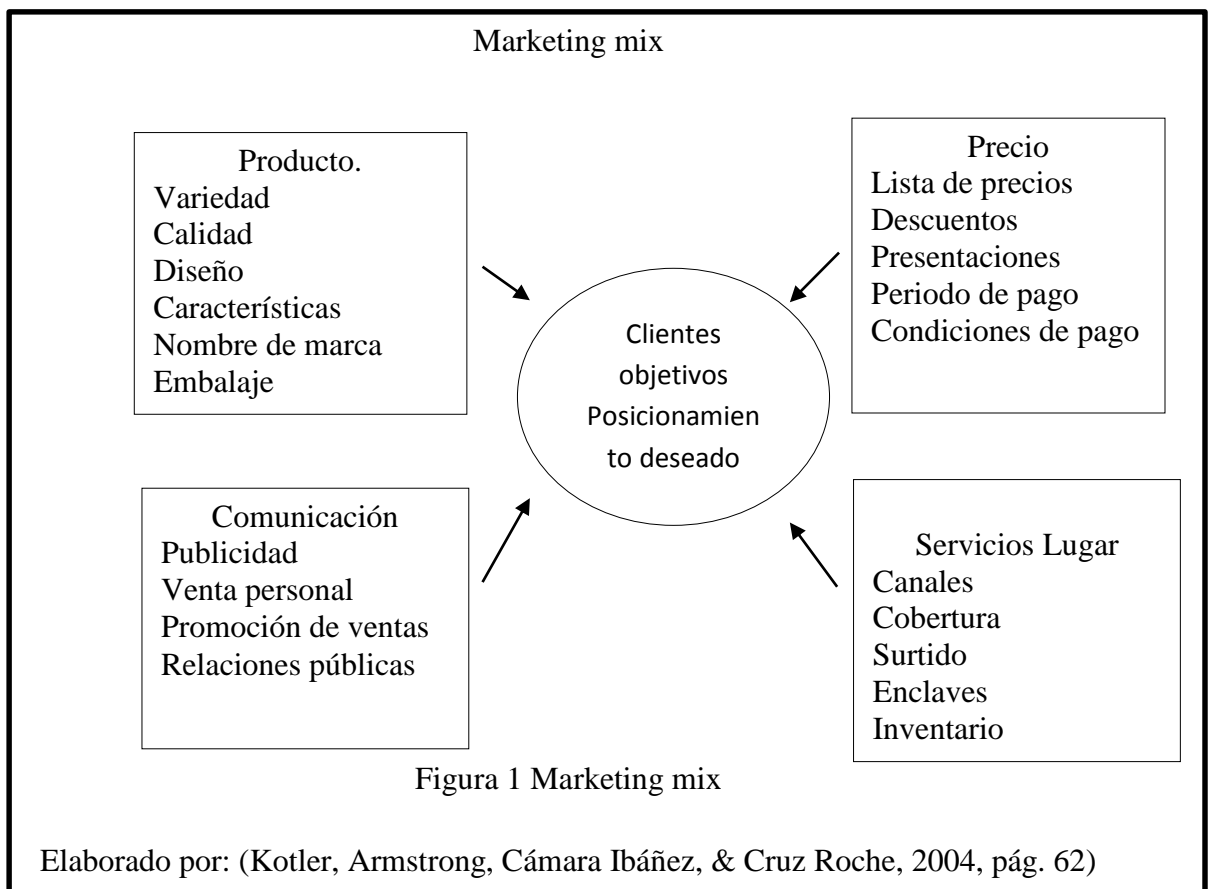 Marketing mix
Producto.
Variedad
Calidad
Diseño
Característícas
Nombre de marca
Embalaje
Precio
Lista de precios
Descuentos
Presentaciones
Periodo de pago
Condiciones de pago
Clientes
objetivos
Posicionamien
to deseado
Comunicación
Publicidad
Venta personal
Promoción de ventas
Relaciones públicas
Servicios Lugar
Canales
Cobertura
Surtido
Enclaves
Inventario
Figura 1 Marketing mix
Elaborado por: (Kotler, Armstrong, Cámara Ibáñez, & Cruz Roche, 2004, pág. 62)